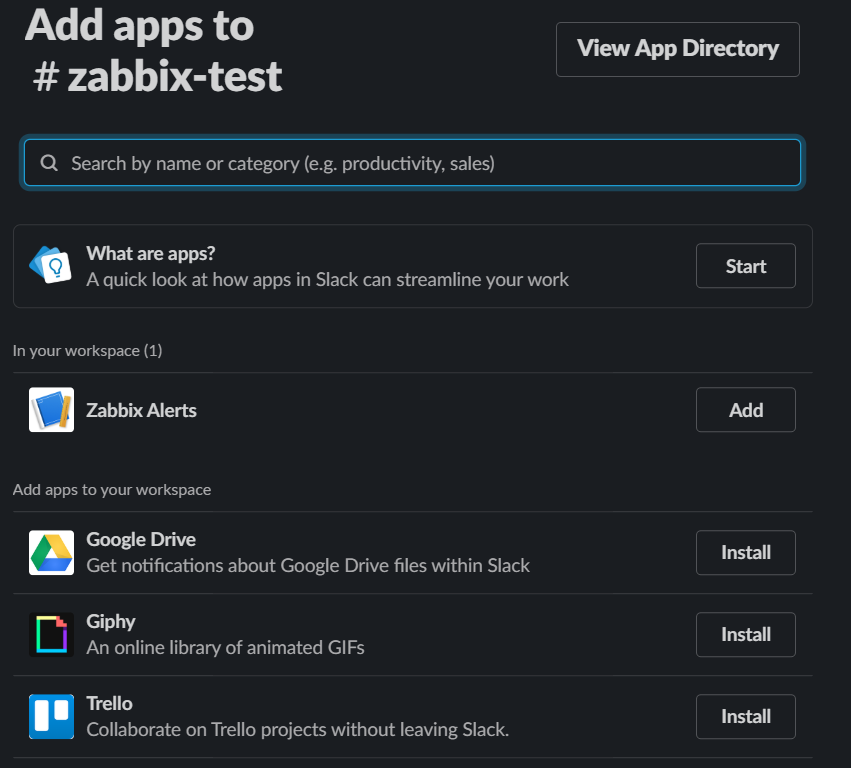 Add apps to
# zabbix-test
View App Directory
Search by name or category (e.g. productivity, sales)
What are apps?
A quick look at how apps in Slack can streamline your work
Start
In your workspace (1)
Zabbix Alerts
Add
Add apps to your workspace
Google Drive
Get notifications about Google Drive files within Slack
Install
Giphy
An online library of animated GIFs
Install
Trello
Collaborate on Trello projects without leaving Slack.
Install